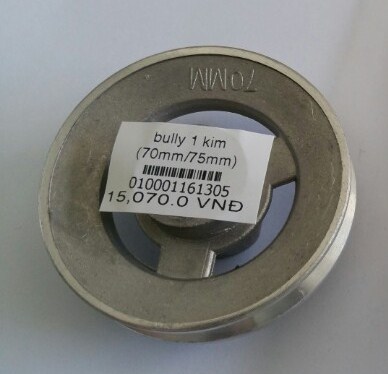 70MM
bully 1 kim
(70mm/75mm)
010001161305
15,070.0 VNĐ